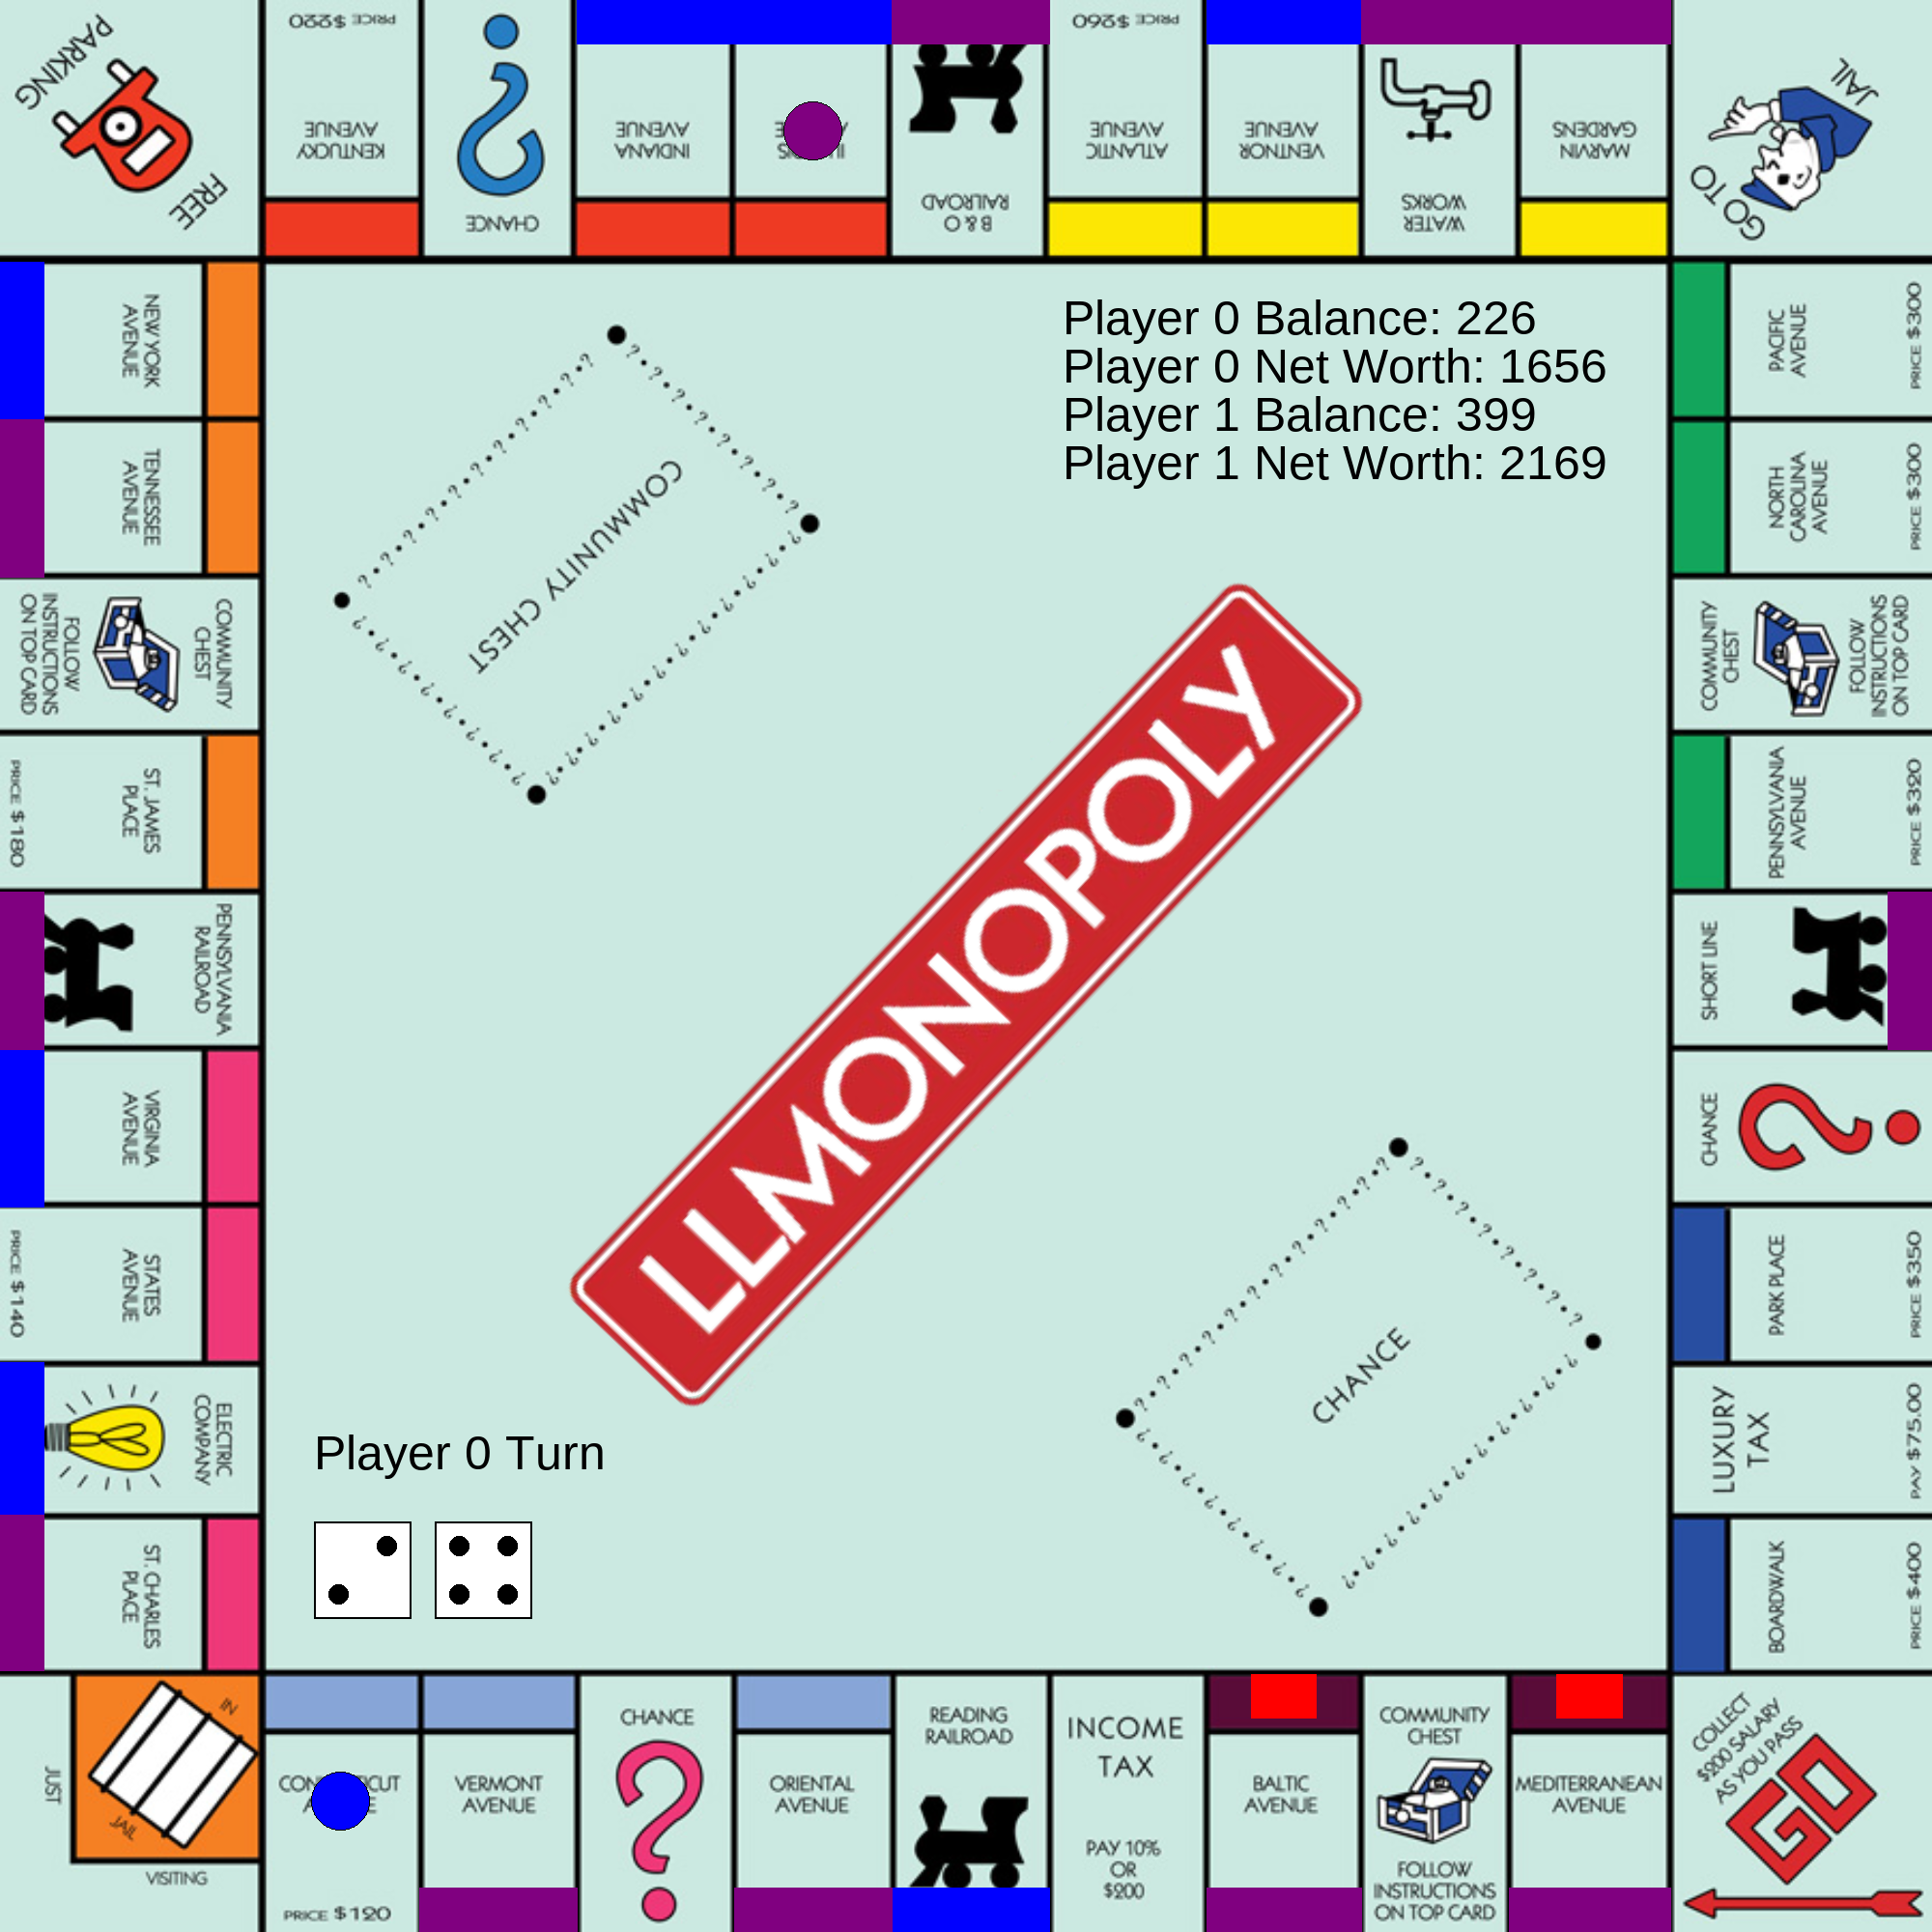 PARKING
FREE
PRICE $220
KENTUCKY
AVENUE
CHANCE
INDIANA
AVENUE
B & O
RAILROAD
PRICE $260
ATLANTIC
AVENUE
VENTNOR
AVENUE
WATER
WORKS
MARVIN
GARDENS
GO TO
JAIL
NEW YORK
AVENUE
TENNESSEE
AVENUE
COMMUNITY
CHEST
FOLLOW
INSTRUCTIONS
ON TOP CARD
ST. JAMES
PLACE
PRICE $180
PENNSYLVANIA
RAILROAD
VIRGINIA
AVENUE
STATES
AVENUE
PRICE $140
ELECTRIC
COMPANY
ST. CHARLES
PLACE
Player 0 Balance: 226
Player 0 Net Worth: 1656
Player 1 Balance: 399
Player 1 Net Worth: 2169
COMMUNITY CHEST
LLMONOPOLY
CHANCE
Player 0 Turn
PACIFIC
AVENUE
PRICE $300
NORTH
CAROLINA
AVENUE
PRICE $300
COMMUNITY
CHEST
FOLLOW
INSTRUCTIONS
ON TOP CARD
PENNSYLVANIA
AVENUE
PRICE $320
SHORT LINE
CHANCE
PARK PLACE
PRICE $350
LUXURY
TAX
PAY $75.00
BOARDWALK
PRICE $400
JUST
VISITING
IN
JAIL
PRICE $120
VERMONT
AVENUE
CHANCE
ORIENTAL
AVENUE
READING
RAILROAD
INCOME
TAX
PAY 10%
OR
$200
BALTIC
AVENUE
COMMUNITY
CHEST
FOLLOW
INSTRUCTIONS
ON TOP CARD
MEDITERRANEAN
AVENUE
COLLECT
$200 SALARY
AS YOU PASS
GO